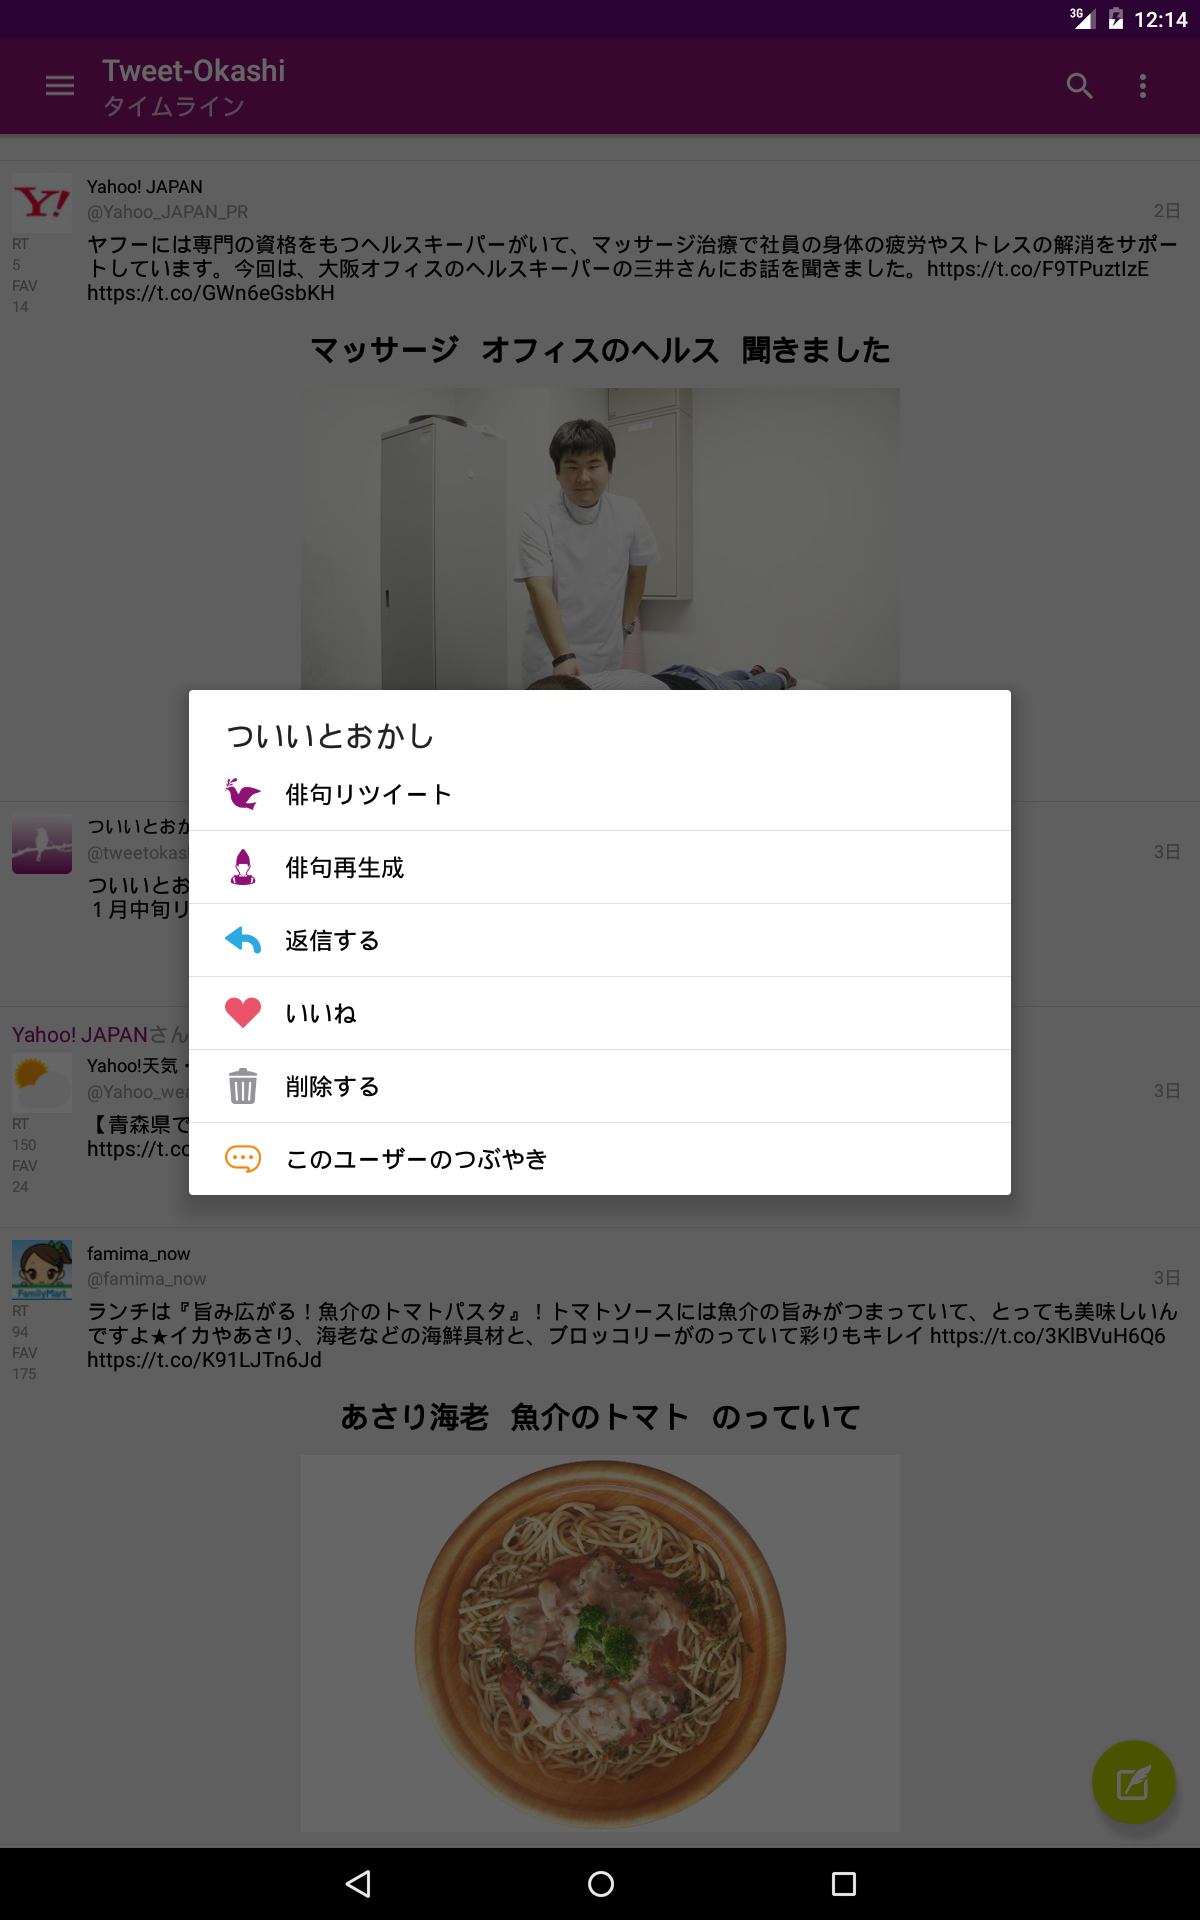 3G 12:14
Tweet-Okashi
タイムライン
Yahoo! JAPAN
@Yahoo_JAPAN_PR
2日
RT
5
FAV
14
ヤフーには専門の資格をもつヘルスキーパーがいて、マッサージ治療で社員の身体の疲労やストレスの解消をサポー
トしています。今回は、大阪オフィスのヘルスキーパーの三井さんにお話を聞きました。https://t.co/F9TPuztIzE
https://t.co/GWn6eGsbKH
マッサージ オフィスのヘルス 聞きました
ついいとおかし
俳句リツイート
俳句再生成
返信する
いいね
削除する
このユーザーのつぶやき
ついいとおか
@tweetokas
3日
ついいとお
１月中旬リ
Yahoo! JAPANさん
Yahoo!天気・
@Yahoo_wea
3日
RT
150
FAV
24
【青森県で
https://t.co
famima_now
@famima_now
3日
FamilyMart
RT
94
FAV
175
ランチは『旨み広がる！魚介のトマトパスタ』！トマトソースには魚介の旨みがつまっていて、とっても美味しいん
ですよ★イカやあさり、海老などの海鮮具材と、ブロッコリーがのっていて彩りもキレイ https://t.co/3KlBVuH6Q6
https://t.co/K91LJTn6Jd
あさり海老 魚介のトマト のっていて